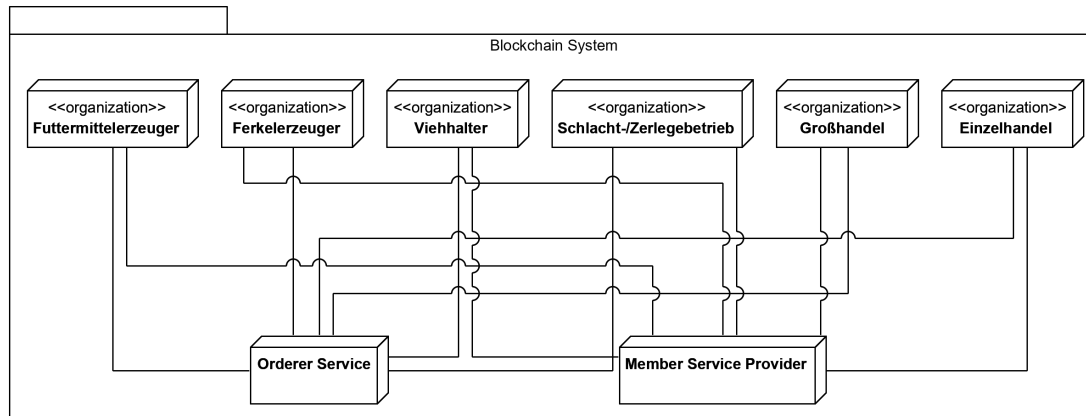 Blockchain System
<<organization>>
Futtermittelerzeuger
<<organization>>
Ferkelerzeuger
<<organization>>
Viehhalter
<<organization>>
Schlacht-/Zerlegebetrieb
<<organization>>
Großhandel
<<organization>>
Einzelhandel
Orderer Service
Member Service Provider